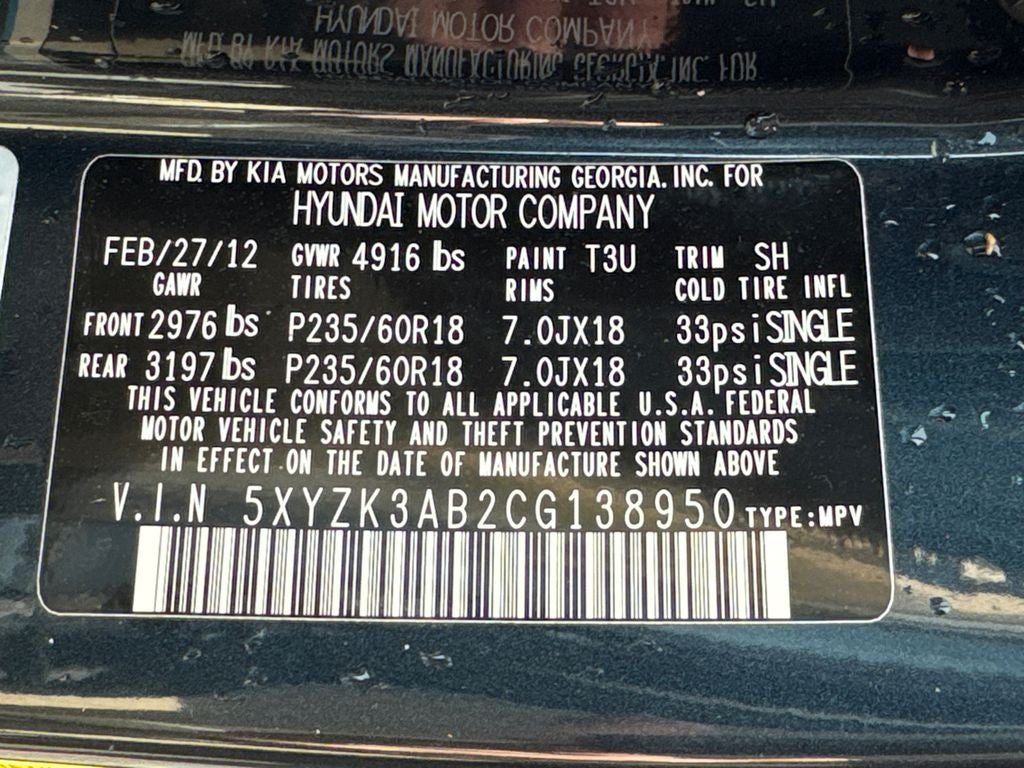 MFD. BY KIA MOTORS MANUFACTURING GEORGIA. INC. FOR
HYUNDAI MOTOR COMPANY
FEB/27/12 GVWR 4916 lbs PAINT T3U TRIM SH
GAWR TIRES RIMS COLD TIRE INFL
FRONT 2976 lbs P235/60R18 7.0JX18 33psi SINGLE
REAR 3197 lbs P235/60R18 7.0JX18 33psi SINGLE
THIS VEHICLE CONFORMS TO ALL APPLICABLE U.S.A. FEDERAL
MOTOR VEHICLE SAFETY AND THEFT PREVENTION STANDARDS
IN EFFECT ON THE DATE OF MANUFACTURE SHOWN ABOVE
V.I.N 5XYZK3AB2CG138950 TYPE:MPV